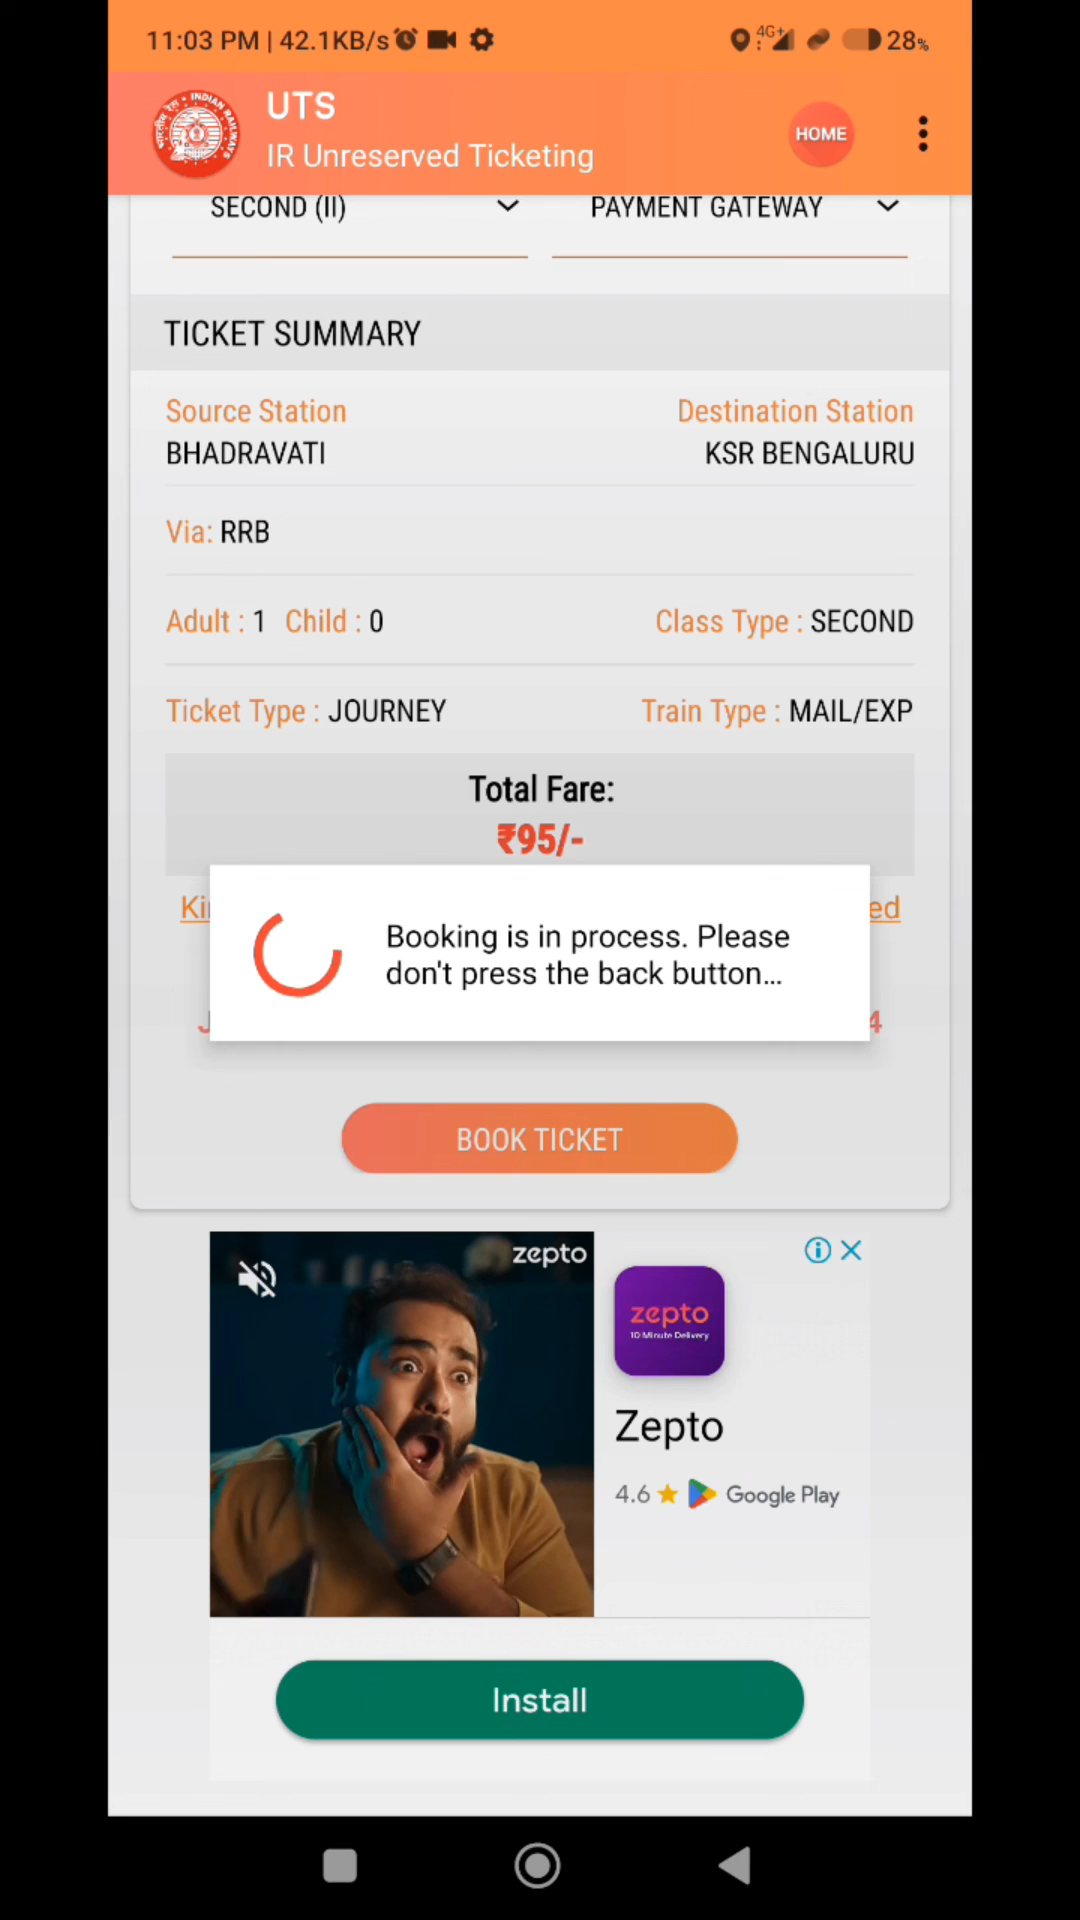 11:03 PM | 42.1KB/s 4G+ 28%
UTS
IR Unreserved Ticketing
HOME
INDIAN RAILWAYS
SECOND (II) PAYMENT GATEWAY
TICKET SUMMARY
Source Station Destination Station
BHADRAVATI KSR BENGALURU
Via: RRB
Adult : 1 Child : 0 Class Type : SECOND
Ticket Type : JOURNEY Train Type : MAIL/EXP
Total Fare:
₹95/-
Booking is in process. Please
don't press the back button...
BOOK TICKET
zepto
zepto
10 Minute Delivery
Zepto
4.6 ★ Google Play
Install